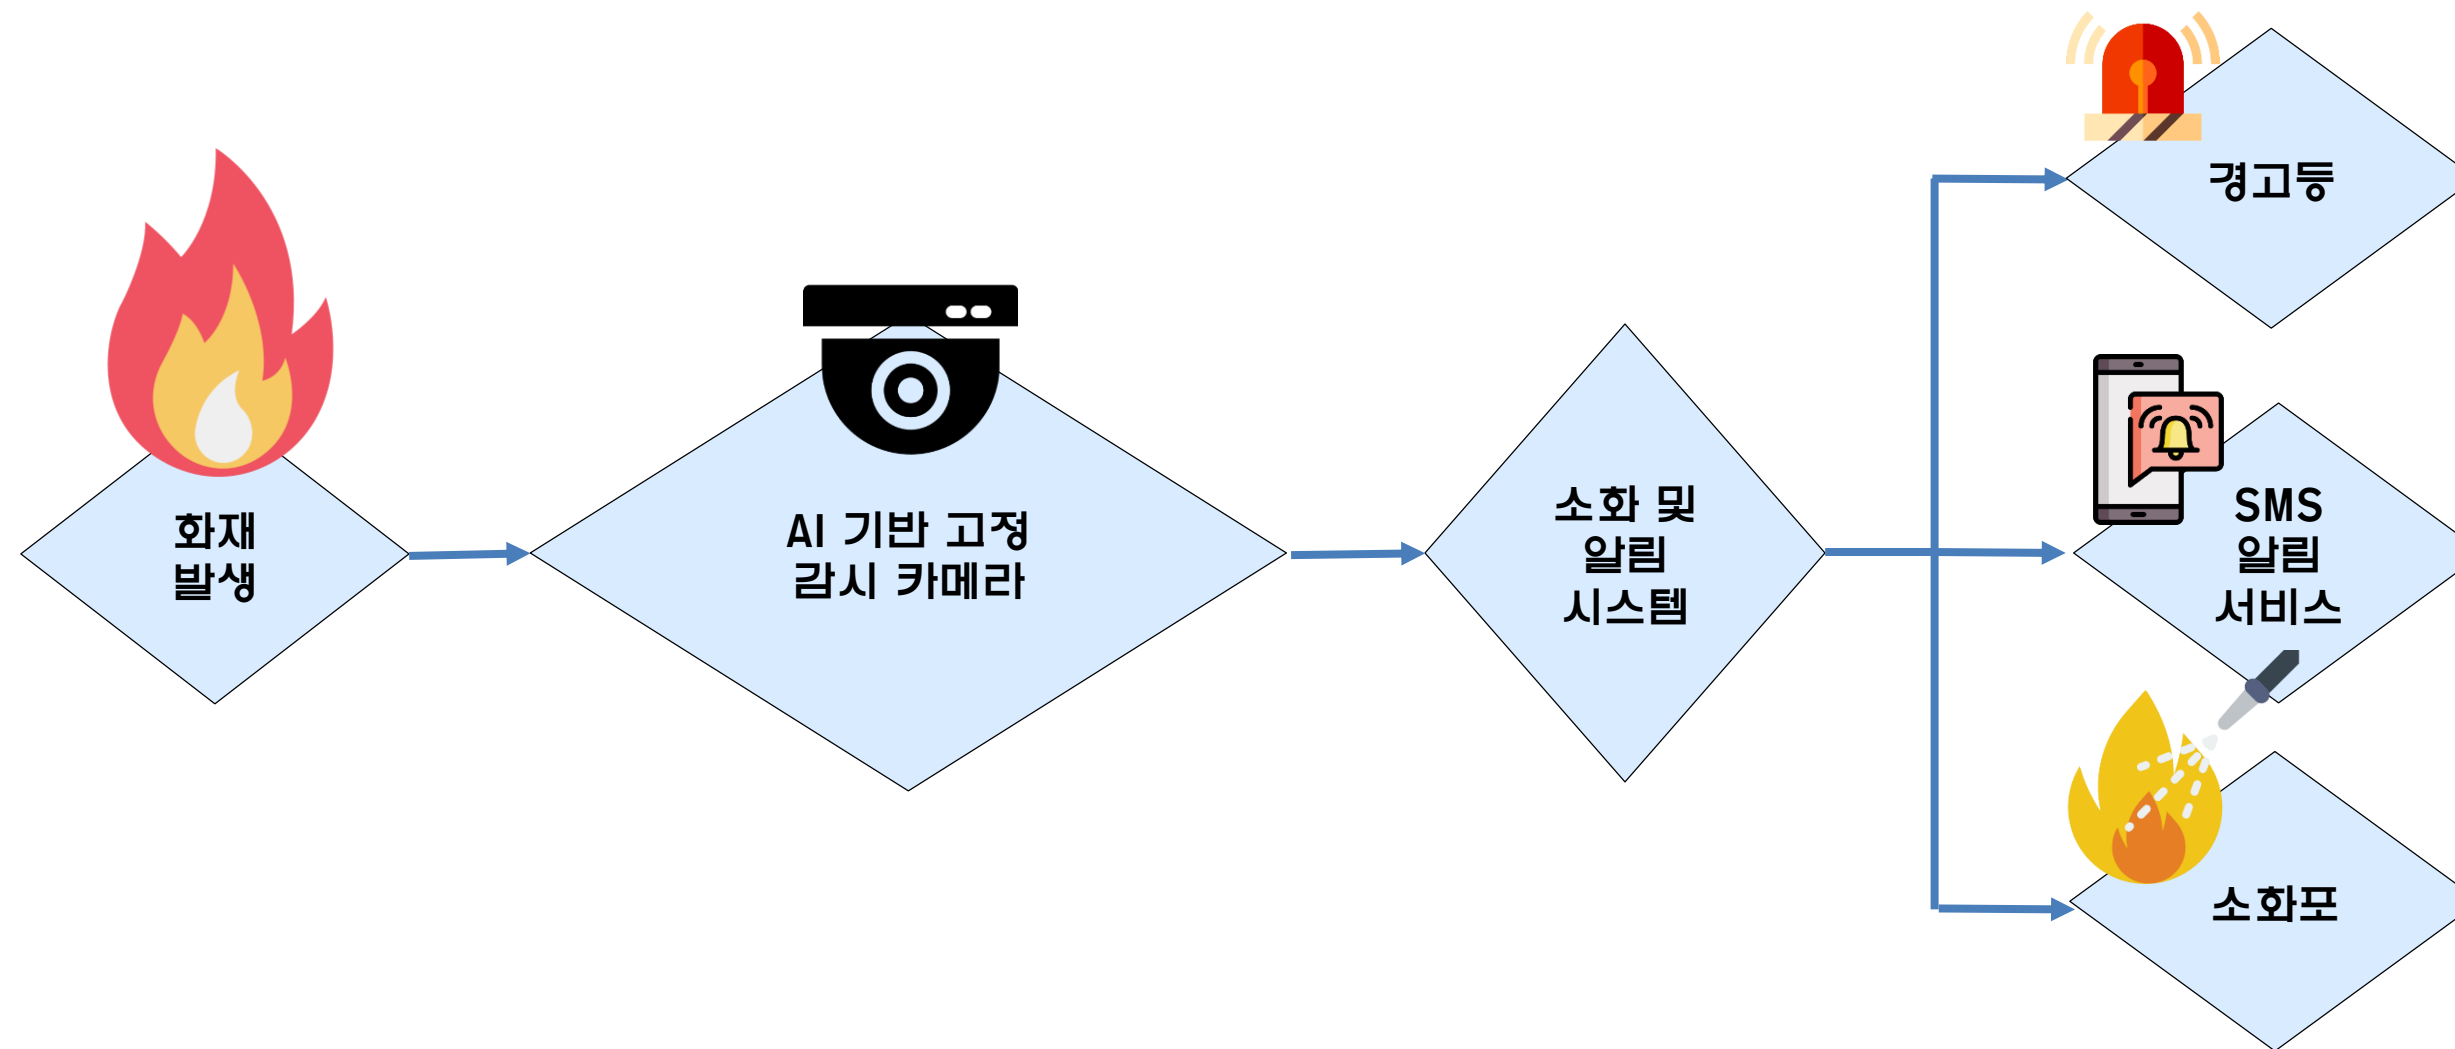 화재
발생
AI 기반 고정
감시 카메라
소화 및
알림
시스템
경고등
SMS
알림
서비스
소화포